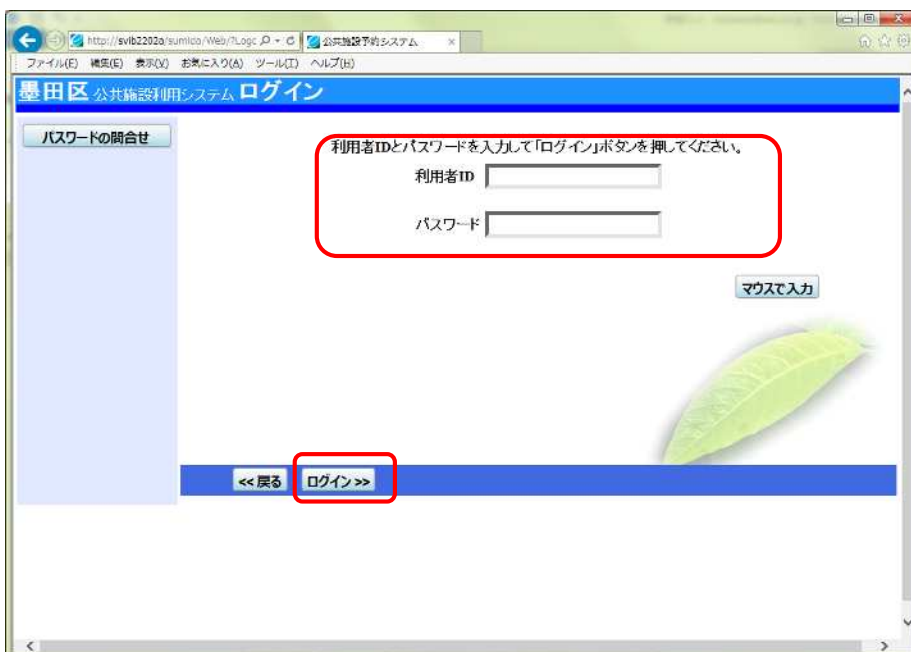 http://svib2202a/sumico/Web/?Logc
公共施設予約システム
ファイル(F) 編集(E) 表示(V) お気に入り(A) ツール(T) ヘルプ(H)
墨田区 公共施設利用システム ログイン
パスワードの問合せ
利用者IDとパスワードを入力して「ログイン」ボタンを押してください。
利用者ID
パスワード
マウスで入力
<< 戻る ログイン >>